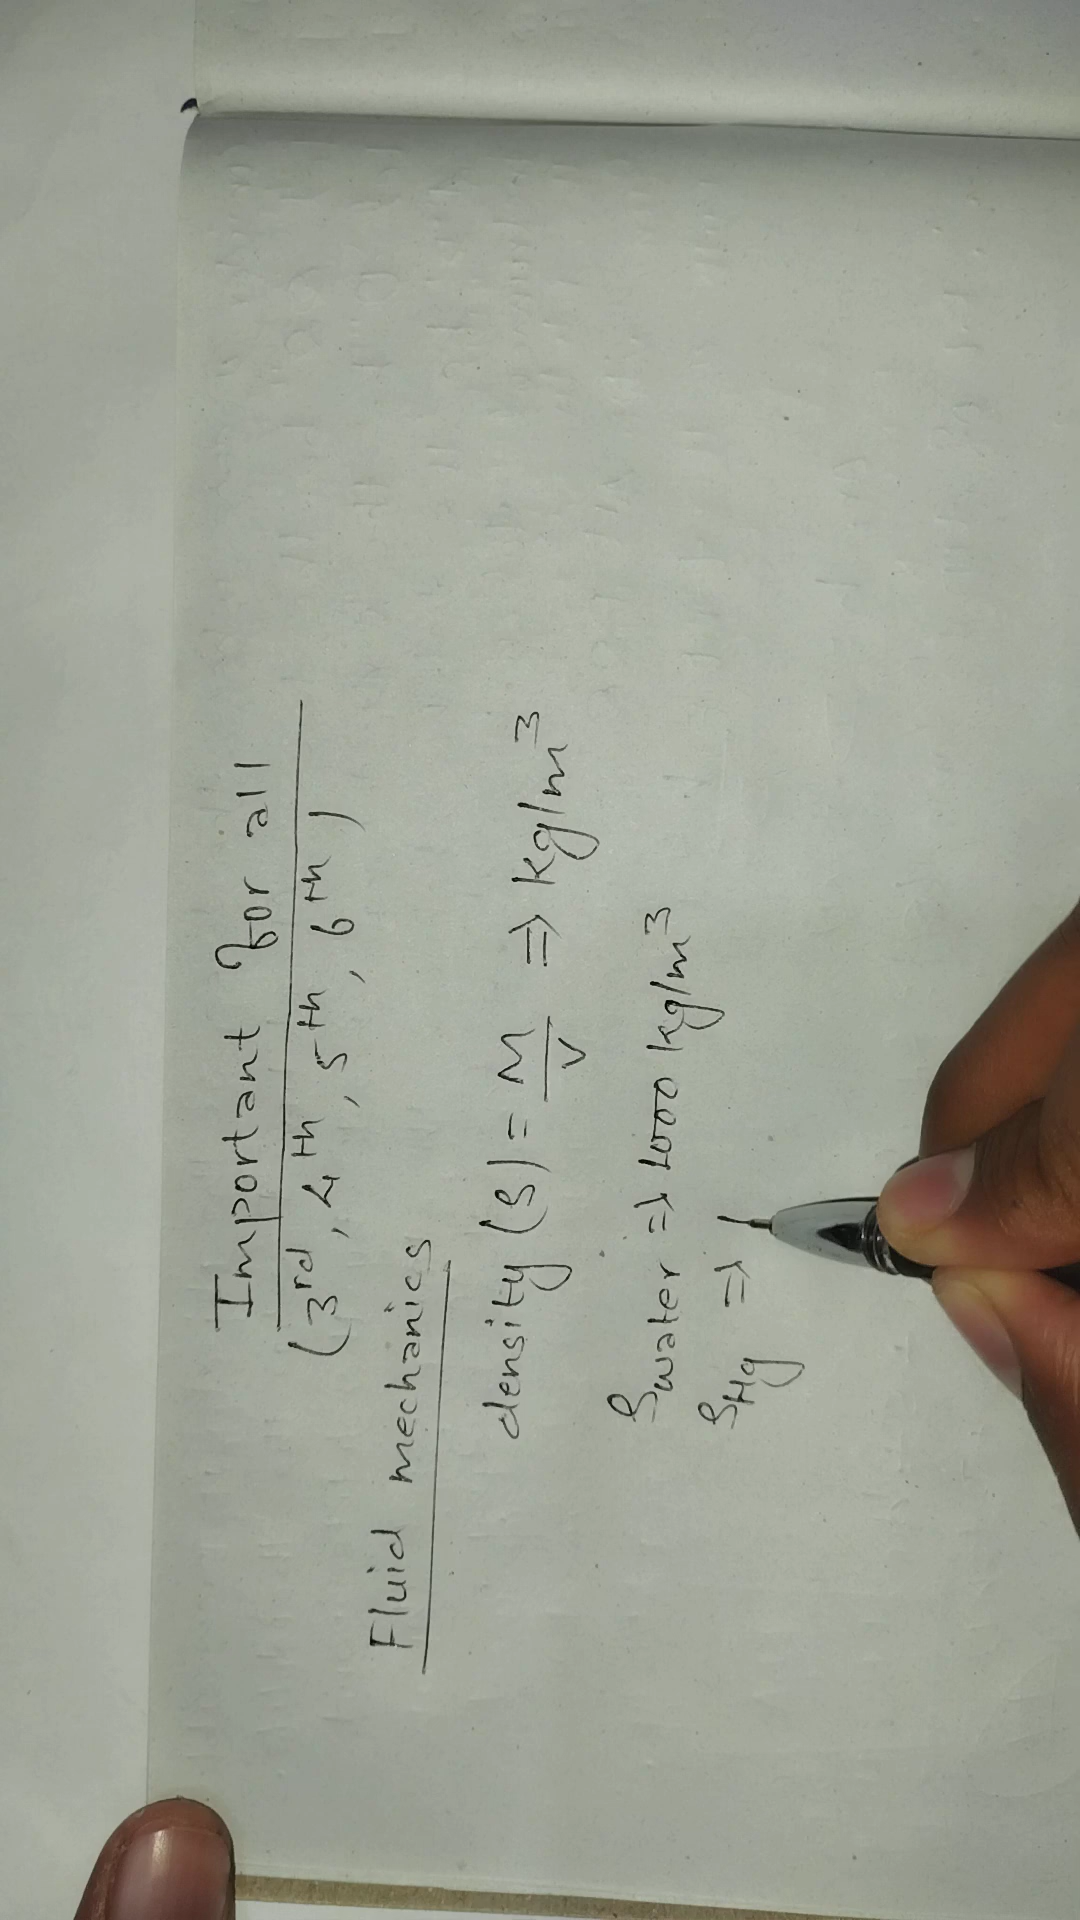 Important for all
(3rd, 4th, 5th, 6th)
Fluid mechanics
density (ρ) = M/V ⇒ kg/m³
ρwater ⇒ 1000 kg/m³
ρHg ⇒ 1